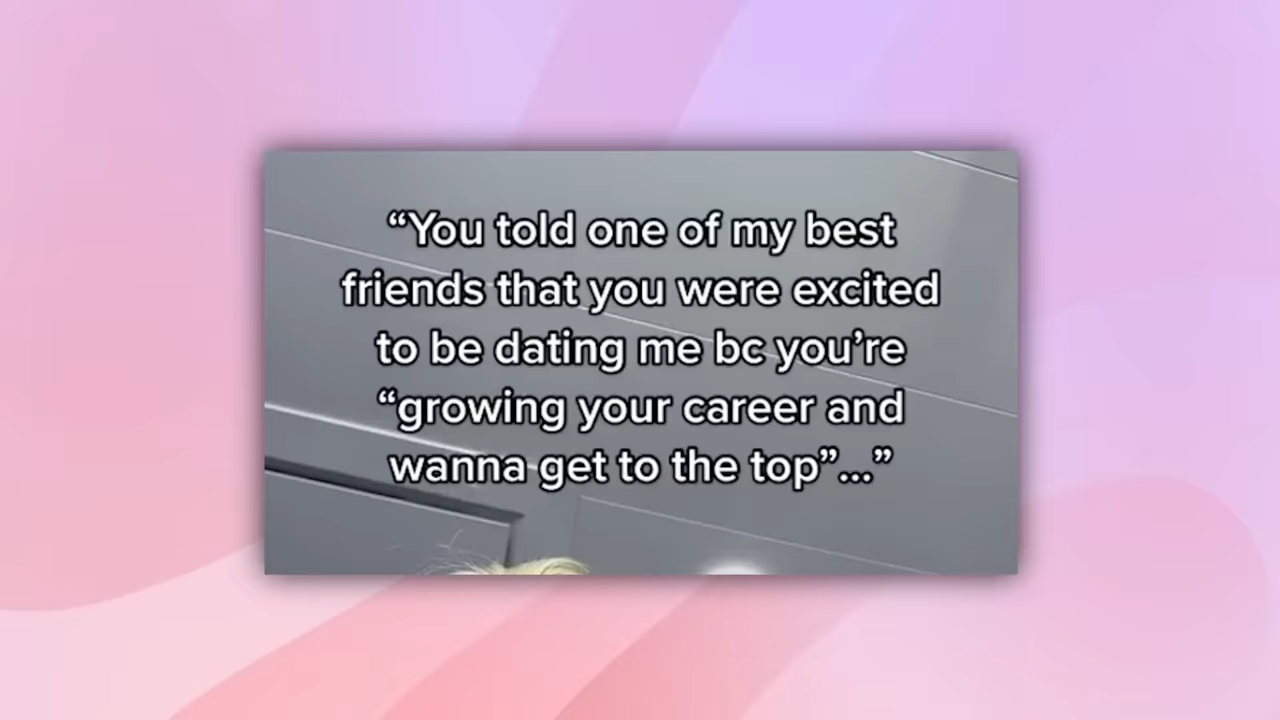 “You told one of my best
friends that you were excited
to be dating me bc you’re
“growing your career and
wanna get to the top”...”